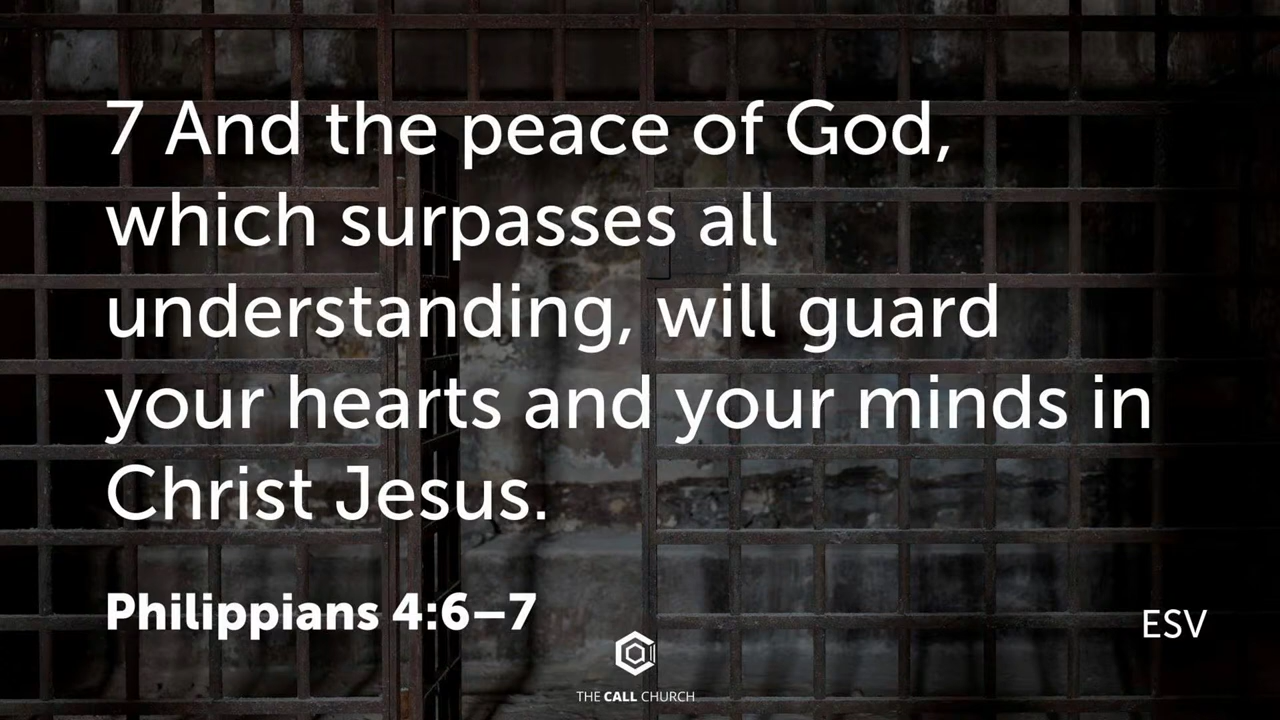 7 And the peace of God,
which surpasses all
understanding, will guard
your hearts and your minds in
Christ Jesus.
Philippians 4:6–7
ESV
THE CALL CHURCH